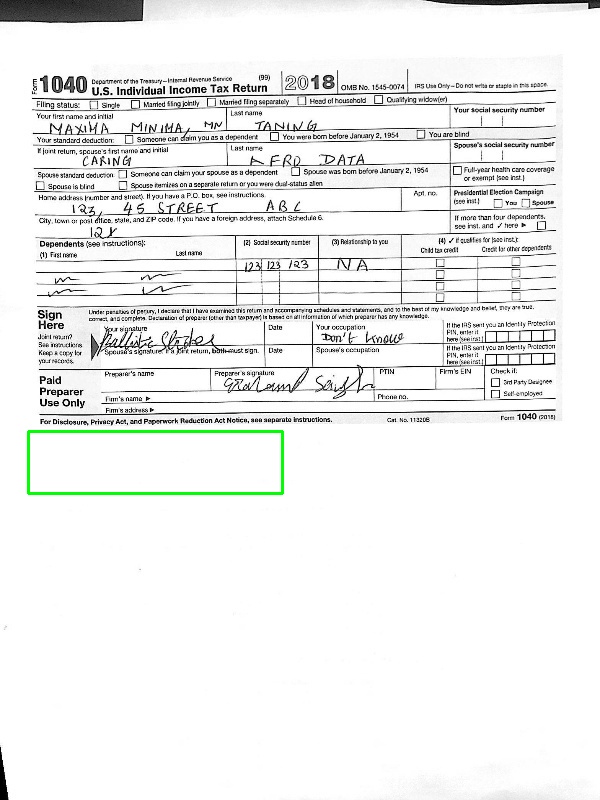 Form 1040 Department of the Treasury—Internal Revenue Service (99) U.S. Individual Income Tax Return 2018 OMB No. 1545-0074 IRS Use Only—Do not write or staple in this space.
Filing status: Single Married filing jointly Married filing separately Head of household Qualifying widow(er)
Your first name and initial Last name Your social security number
MAXIMA MINIMA, MN TANING
Your standard deduction: Someone can claim you as a dependent You were born before January 2, 1954 You are blind
If joint return, spouse's first name and initial Last name Spouse's social security number
CARING FRD DATA
Spouse standard deduction: Someone can claim your spouse as a dependent Spouse was born before January 2, 1954 Full-year health care coverage or exempt (see inst.)
Spouse is blind Spouse itemizes on a separate return or you were dual-status alien
Home address (number and street). If you have a P.O. box, see instructions. Apt. no. Presidential Election Campaign (see inst.) You Spouse
123, 45 STREET ABC
City, town or post office, state, and ZIP code. If you have a foreign address, attach Schedule 6. If more than four dependents, see inst. and ✓ here ►
Dependents (see instructions): (2) Social security number (3) Relationship to you (4) ✓ if qualifies for (see inst.):
(1) First name Last name Child tax credit Credit for other dependents
123 123 123 NA
Sign Here Under penalties of perjury, I declare that I have examined this return and accompanying schedules and statements, and to the best of my knowledge and belief, they are true, correct, and complete. Declaration of preparer (other than taxpayer) is based on all information of which preparer has any knowledge.
Joint return? See instructions. Keep a copy for your records.
Your signature Date Your occupation If the IRS sent you an Identity Protection PIN, enter it here (see inst.)
Don't know
Spouse's signature. If a joint return, both must sign. Date Spouse's occupation If the IRS sent you an Identity Protection PIN, enter it here (see inst.)
Paid Preparer Use Only
Preparer's name Preparer's signature PTIN Firm's EIN Check if:
3rd Party Designee
Self-employed
Firm's name ► Phone no.
Firm's address ►
For Disclosure, Privacy Act, and Paperwork Reduction Act Notice, see separate instructions. Cat. No. 11320B Form 1040 (2018)